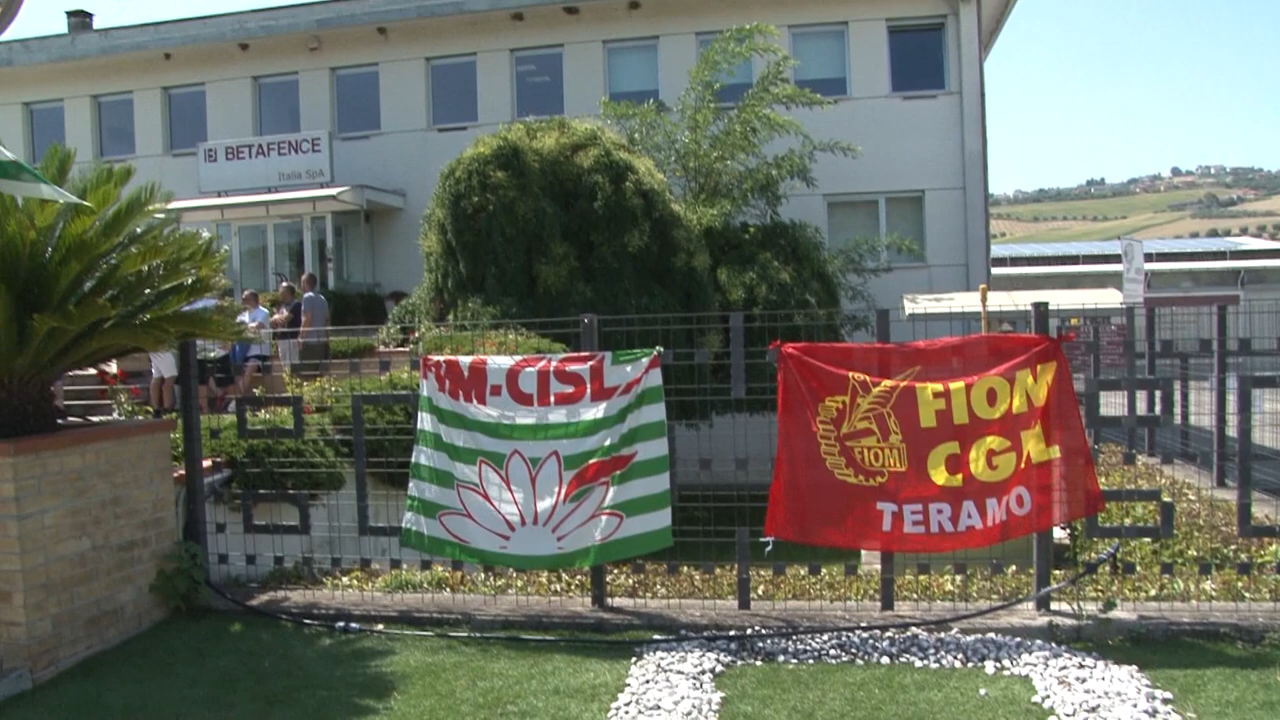 BETAFENCE
Italia SpA
FIM-CISL
FIOM
CGIL
FIOM
TERAMO